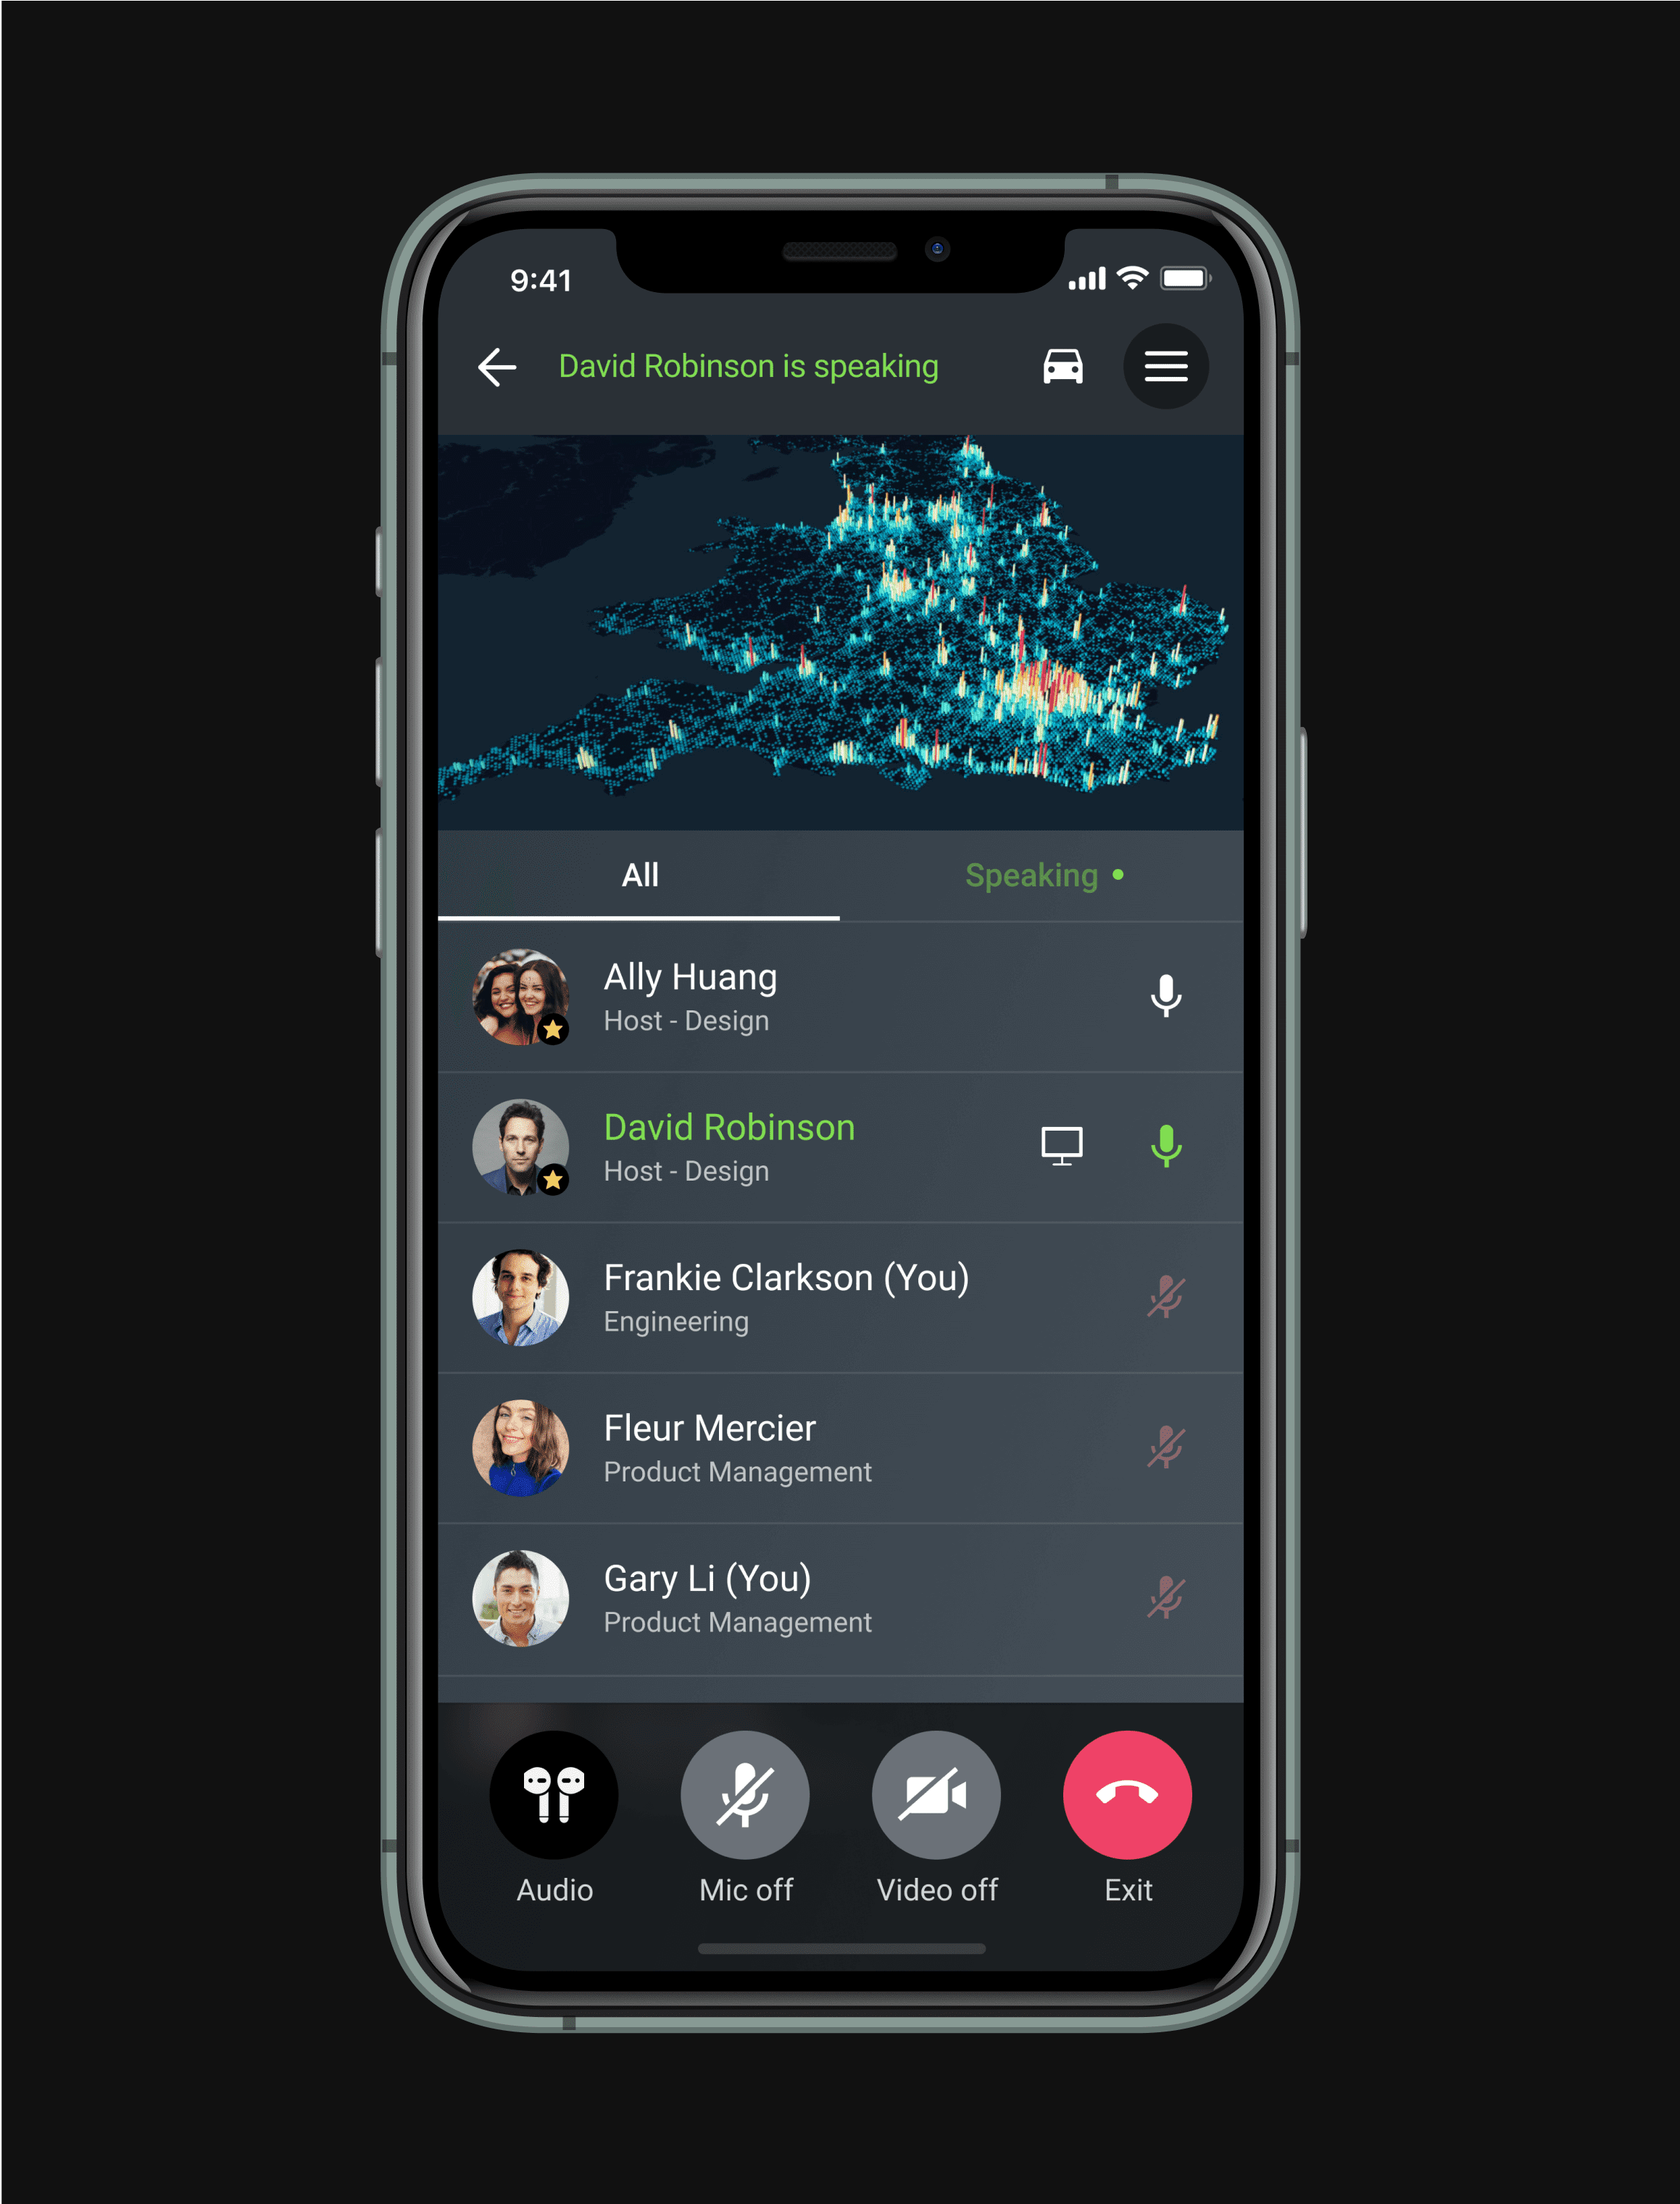 9:41
David Robinson is speaking
All
Speaking
Ally Huang
Host - Design
David Robinson
Host - Design
Frankie Clarkson (You)
Engineering
Fleur Mercier
Product Management
Gary Li (You)
Product Management
Audio
Mic off
Video off
Exit